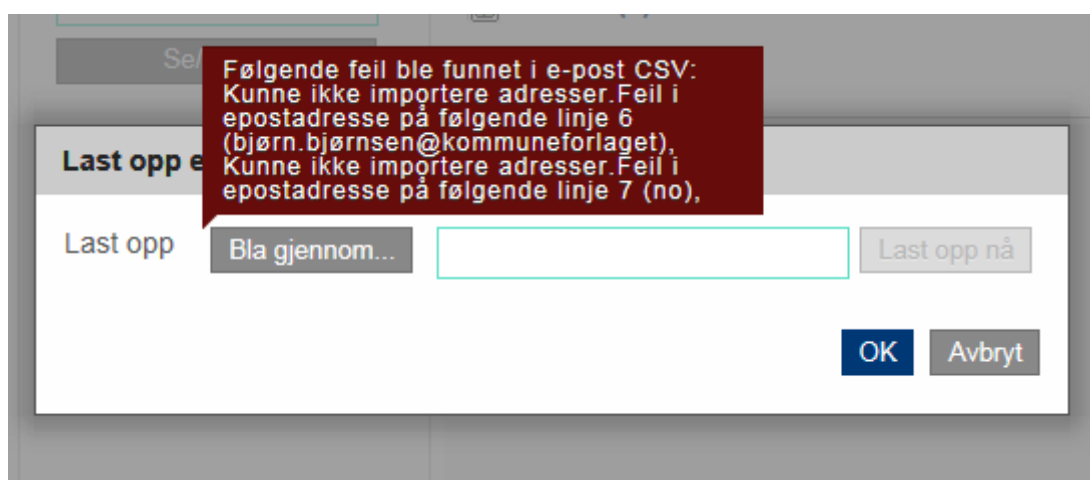 Se/
Følgende feil ble funnet i e-post CSV:
Kunne ikke importere adresser.Feil i
epostadresse på følgende linje 6
(bjørn.bjørnsen@kommuneforlaget),
Kunne ikke importere adresser.Feil i
epostadresse på følgende linje 7 (no),
Last opp e
Last opp
Bla gjennom...
Last opp nå
OK
Avbryt